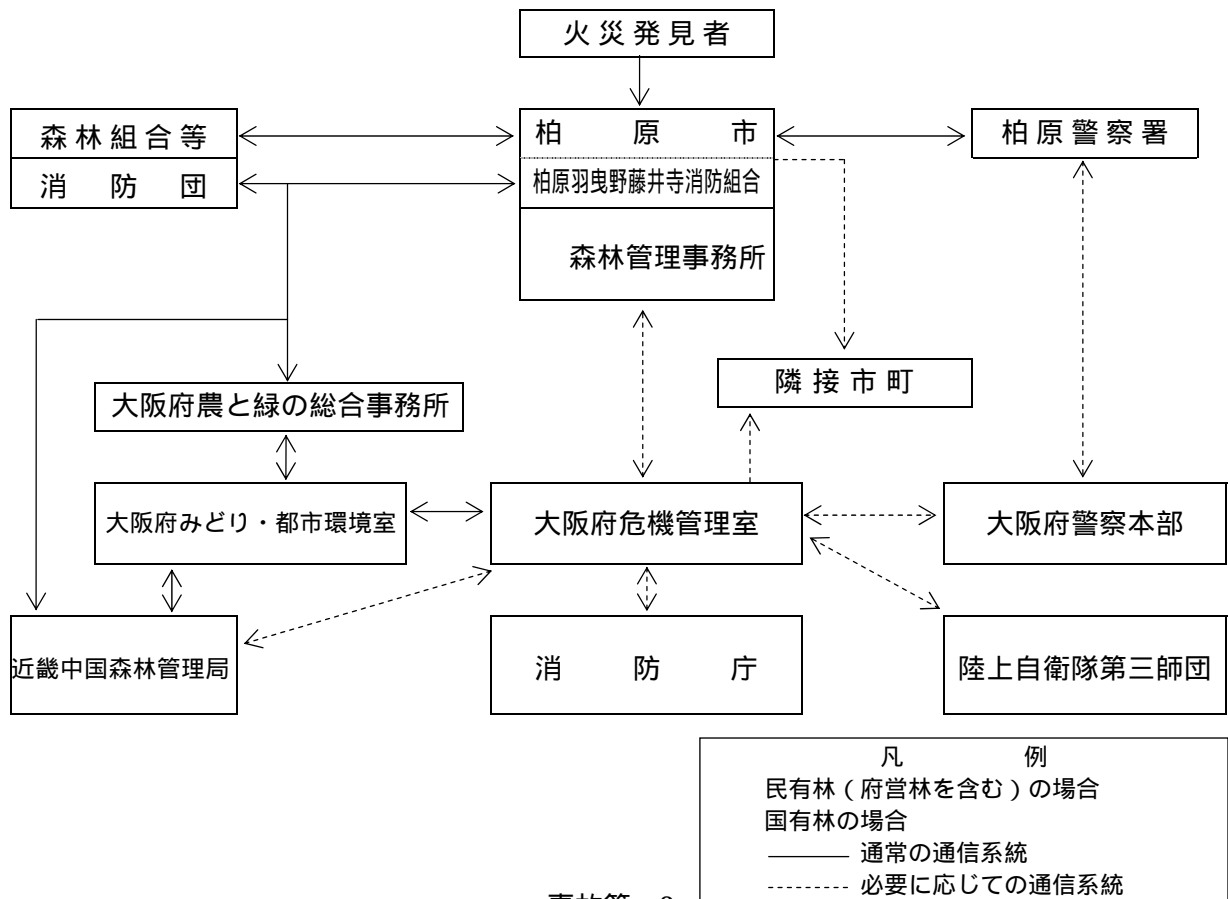 火災発見者
森林組合等
柏原市
柏原警察署
消防団
柏原羽曳野藤井寺消防組合
森林管理事務所
隣接市町
大阪府農と緑の総合事務所
大阪府みどり・都市環境室
大阪府危機管理室
大阪府警察本部
近畿中国森林管理局
消防庁
陸上自衛隊第三師団
凡例
民有林（府営林を含む）の場合
国有林の場合
通常の通信系統
必要に応じての通信系統